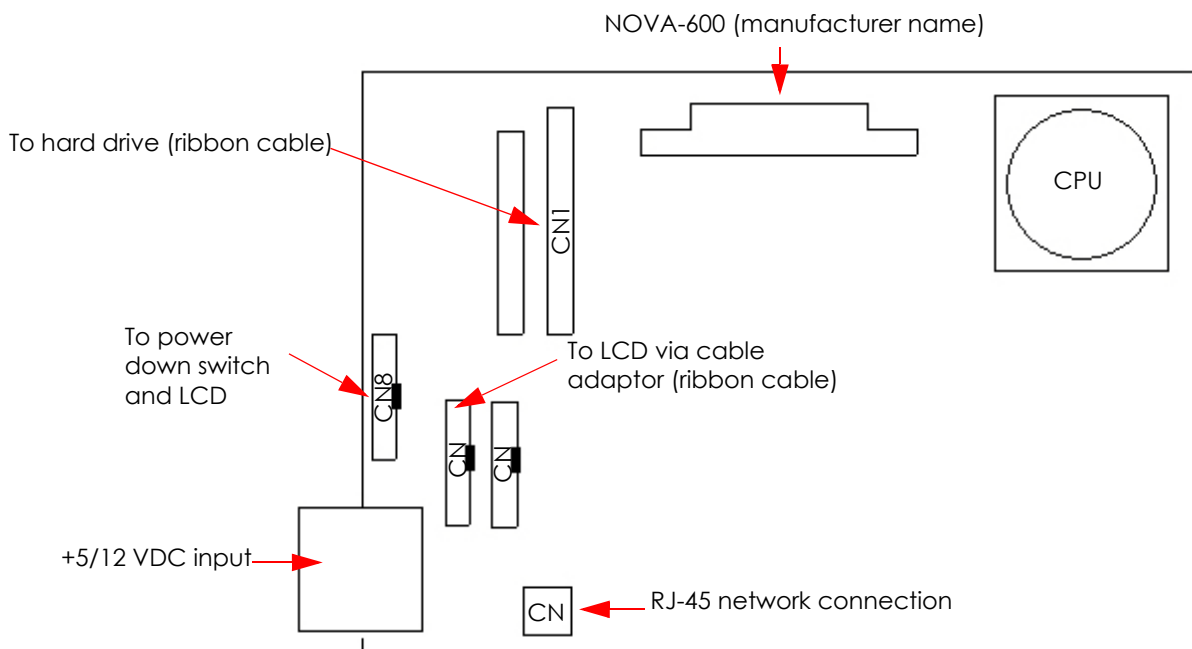 NOVA-600 (manufacturer name)
To hard drive (ribbon cable)
CN1
CPU
To power
down switch
and LCD
CN8
To LCD via cable
adaptor (ribbon cable)
CN
CN
+5/12 VDC input
CN
RJ-45 network connection